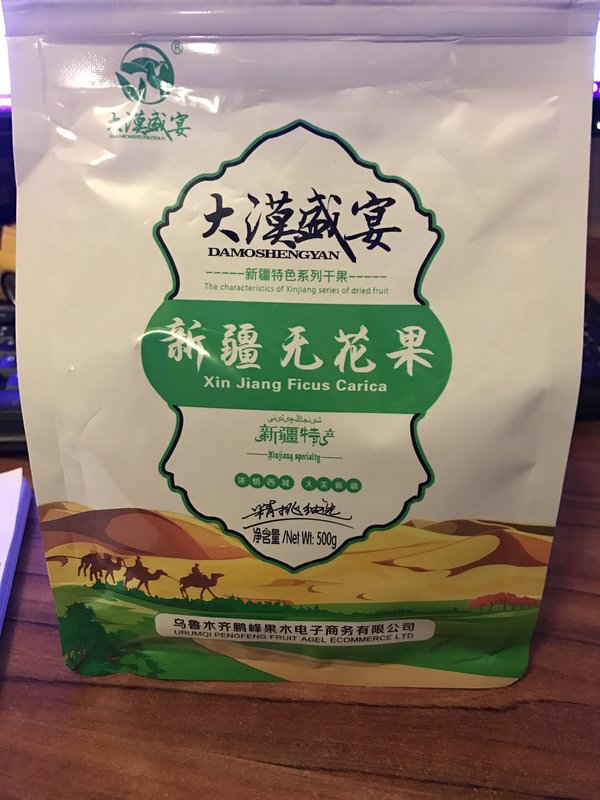 ®
大漠盛宴
DAMOSHENGYAN
大漠盛宴
DAMOSHENGYAN
-----新疆特色系列干果-----
The characteristics of Xinjiang series of dried fruit
新疆无花果
Xin Jiang Ficus Carica
新疆特产
Xinjiang specialty
浓情西域 大美新疆
精挑细选
净含量/Net Wt: 500g
乌鲁木齐鹏峰果木电子商务有限公司
URUMQI PENGFENG FRUIT AGEL ECOMMERCE LTD